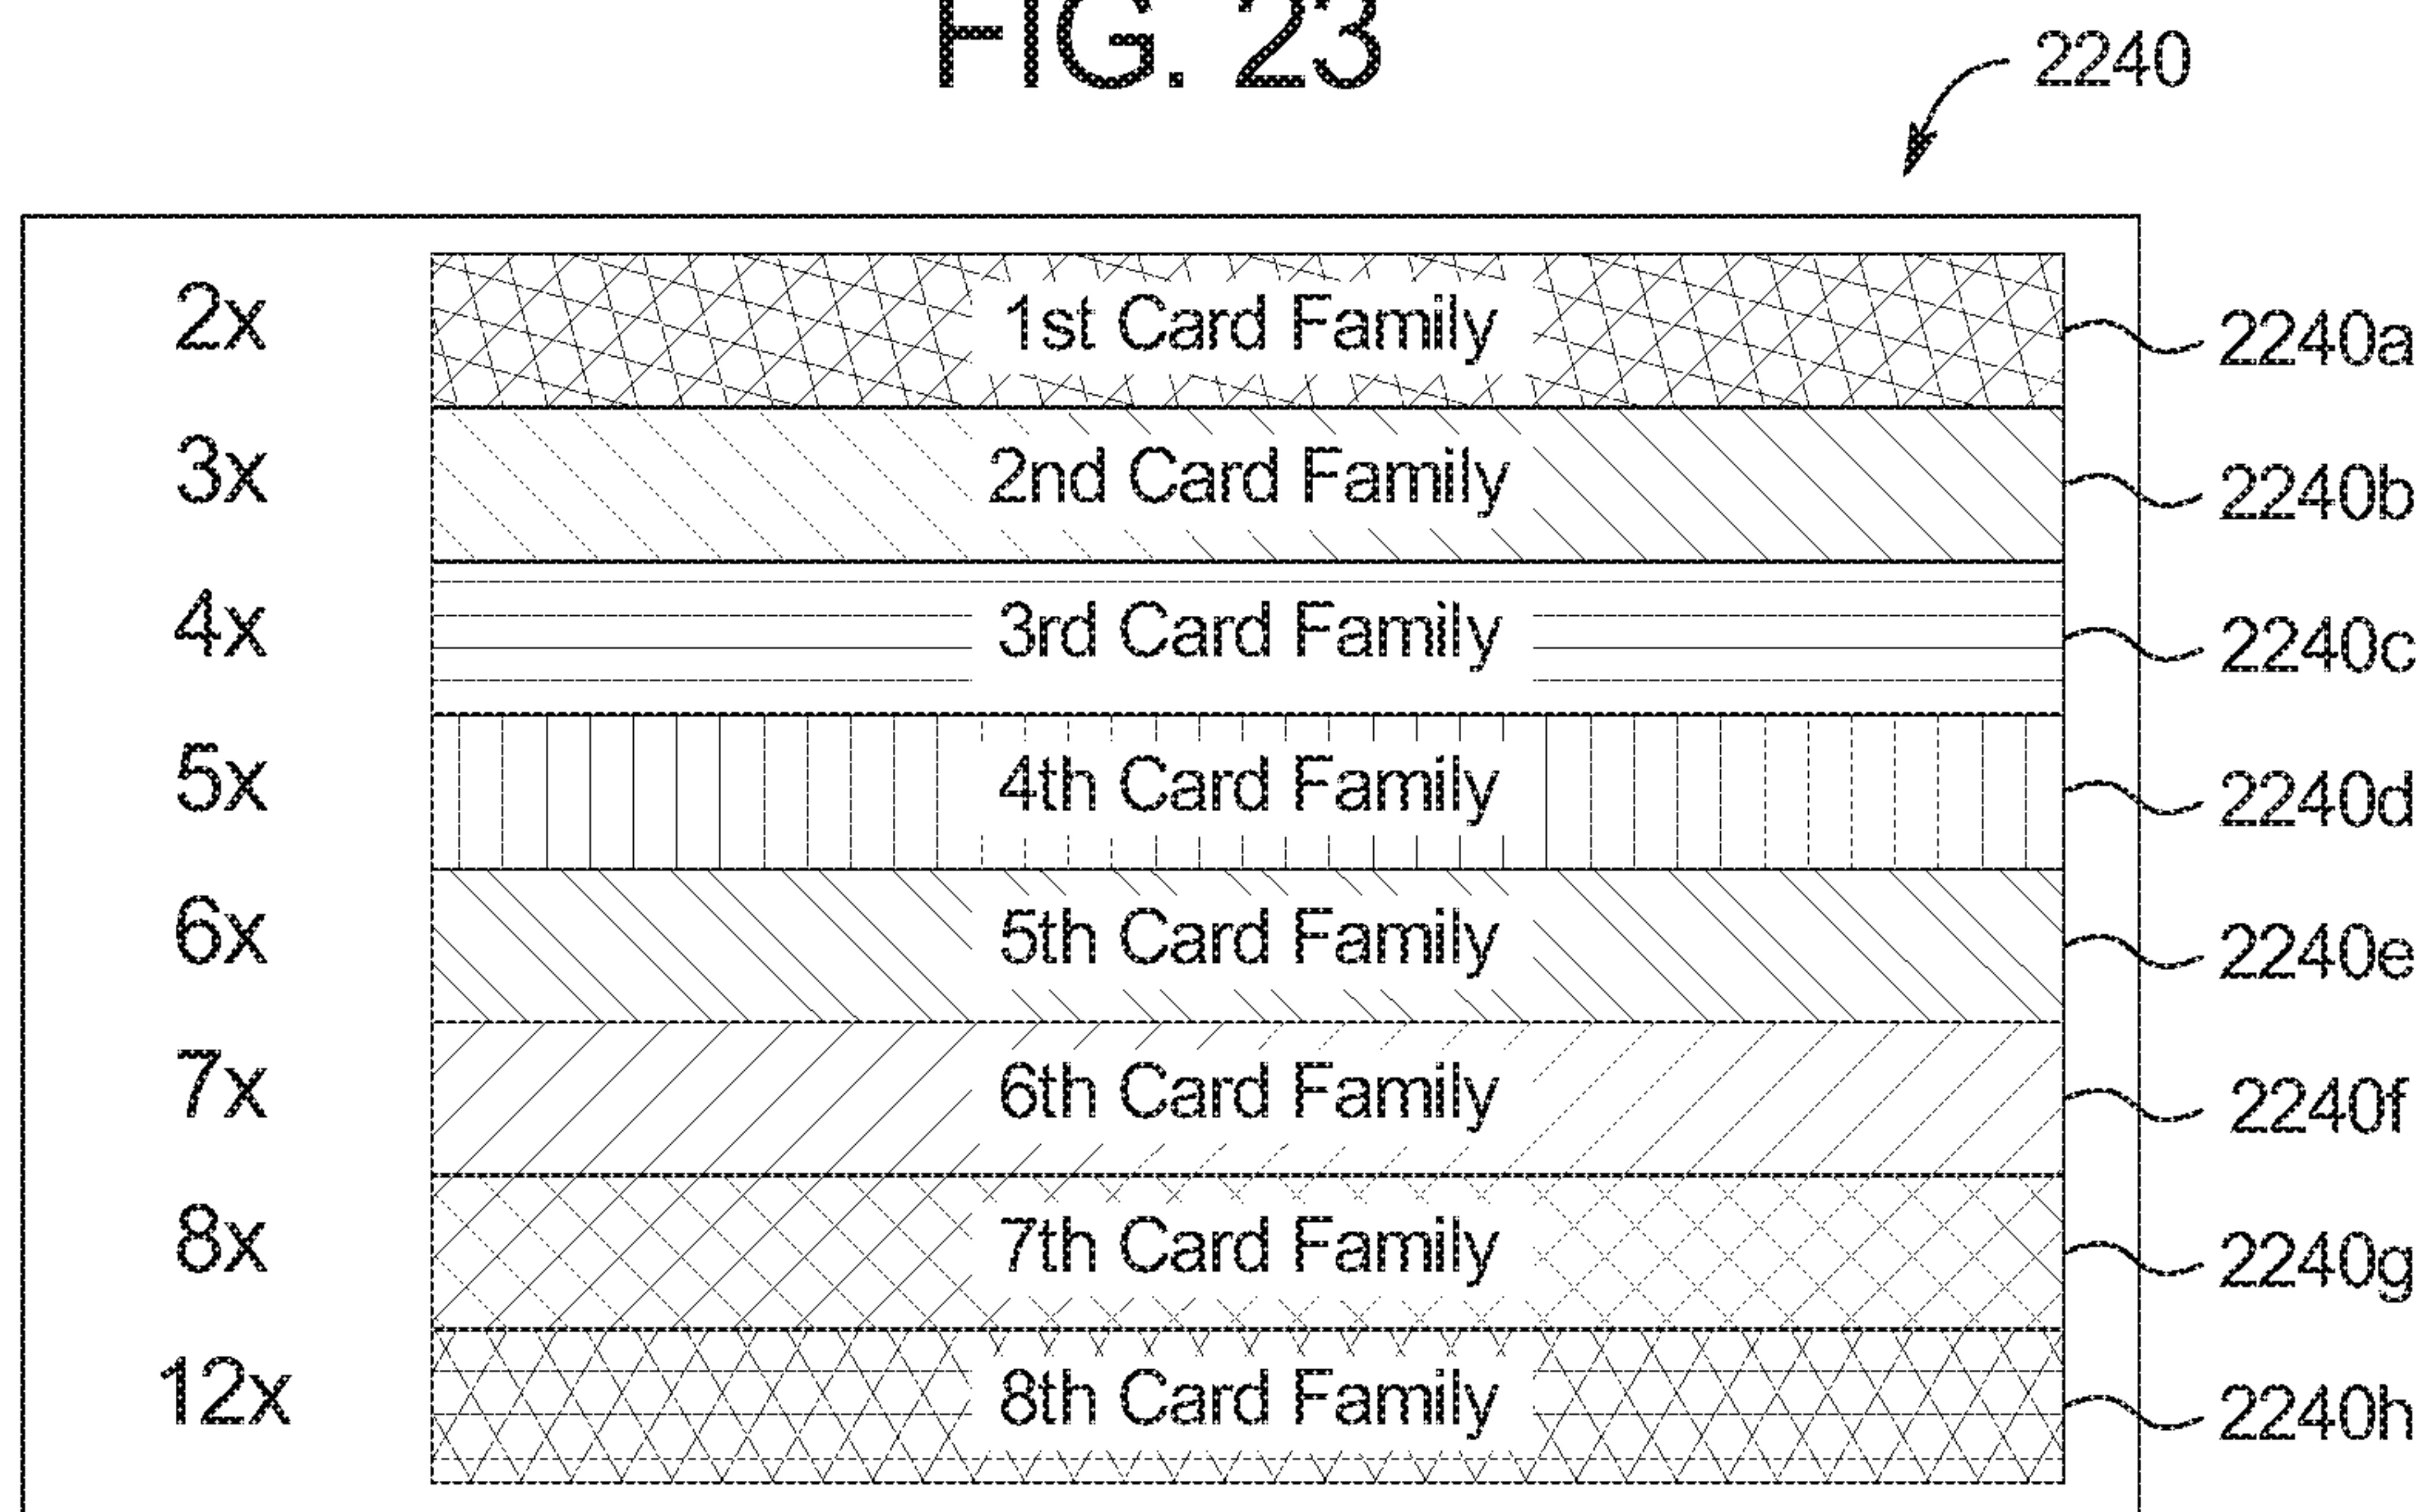 FIG. 23
2240
2x 1st Card Family 2240a
3x 2nd Card Family 2240b
4x 3rd Card Family 2240c
5x 4th Card Family 2240d
6x 5th Card Family 2240e
7x 6th Card Family 2240f
8x 7th Card Family 2240g
12x 8th Card Family 2240h